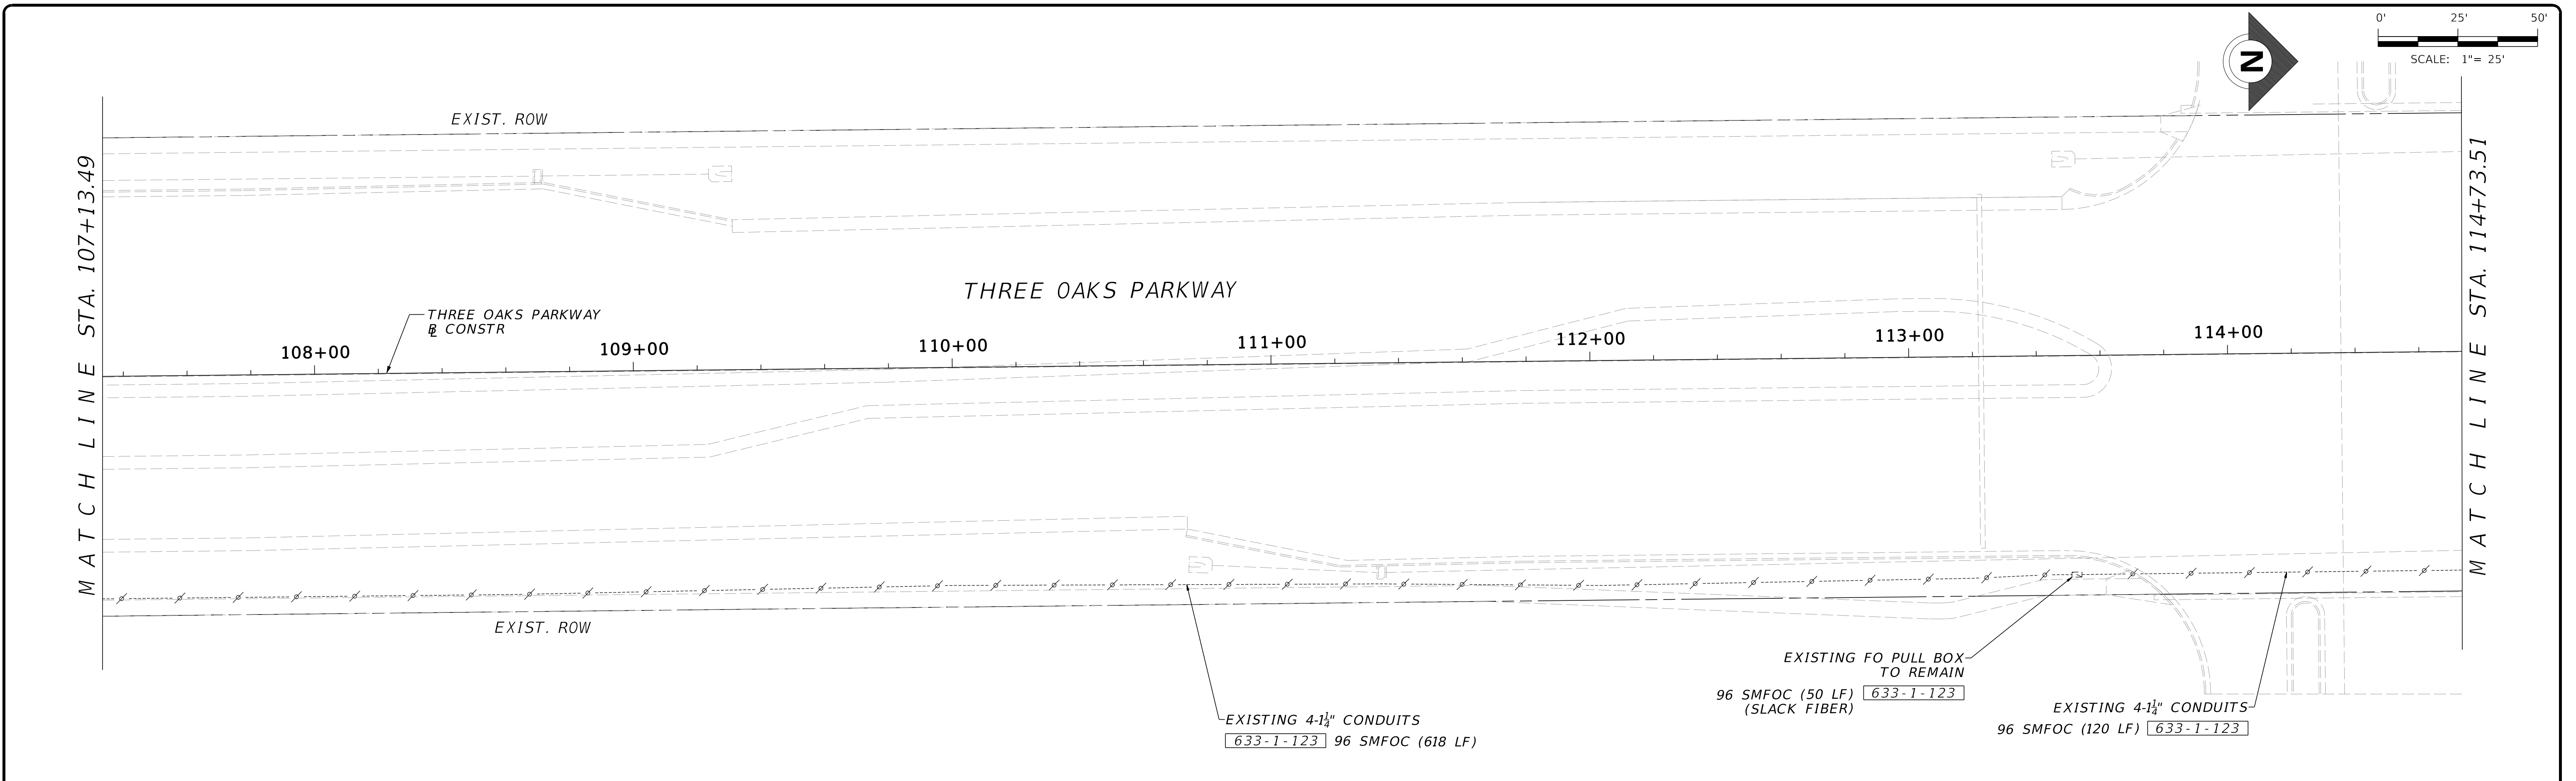 0' 25' 50'
SCALE: 1"= 25'
N
EXIST. ROW
MATCH LINE STA. 107+13.49
MATCH LINE STA. 114+73.51
THREE OAKS PARKWAY
THREE OAKS PARKWAY
℄ CONSTR
108+00 109+00 110+00 111+00 112+00 113+00 114+00
EXIST. ROW
EXISTING FO PULL BOX
TO REMAIN
96 SMFOC (50 LF) 633-1-123
(SLACK FIBER)
EXISTING 4-1¼" CONDUITS
96 SMFOC (120 LF) 633-1-123
EXISTING 4-1¼" CONDUITS
633-1-123 96 SMFOC (618 LF)